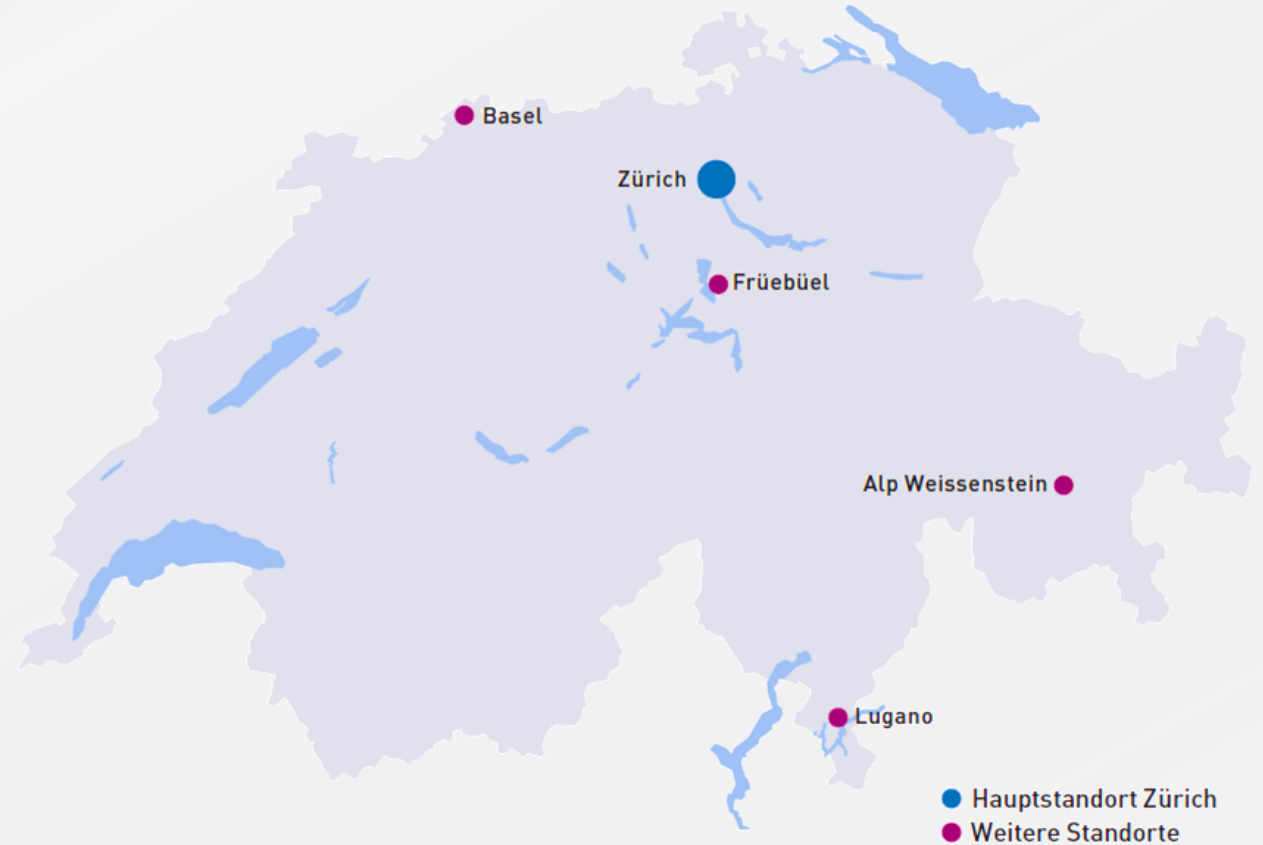 Basel
Zürich
Früebüel
Alp Weissenstein
Lugano
Hauptstandort Zürich
Weitere Standorte